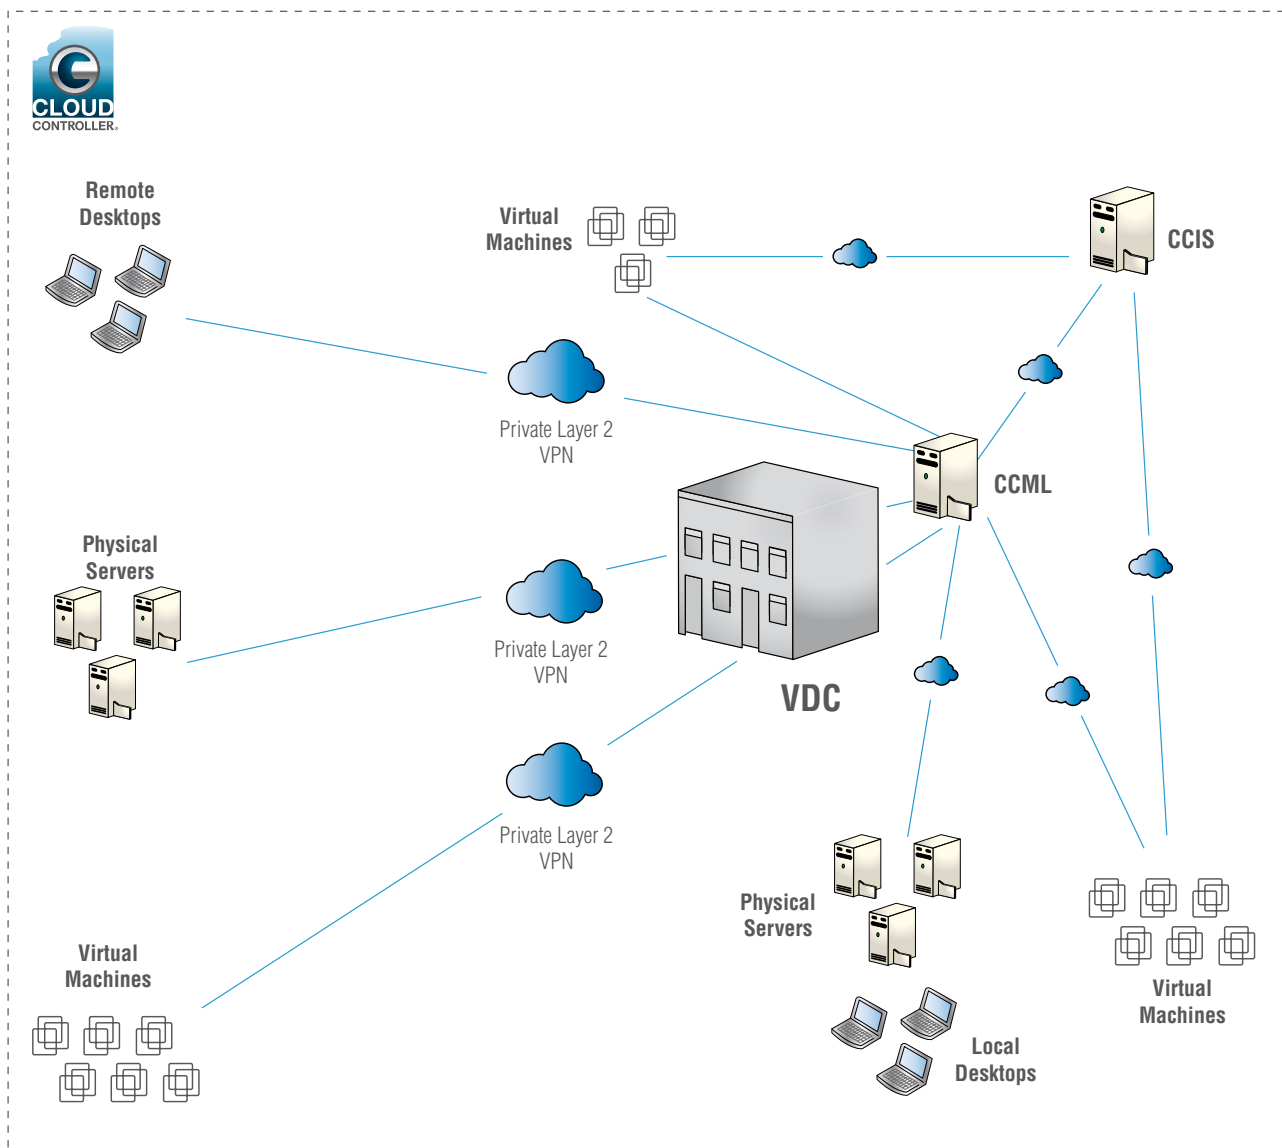 CLOUD
CONTROLLER®
Remote
Desktops
Virtual
Machines
CCIS
Private Layer 2
VPN
CCML
Physical
Servers
Private Layer 2
VPN
VDC
Private Layer 2
VPN
Physical
Servers
Virtual
Machines
Virtual
Machines
Local
Desktops